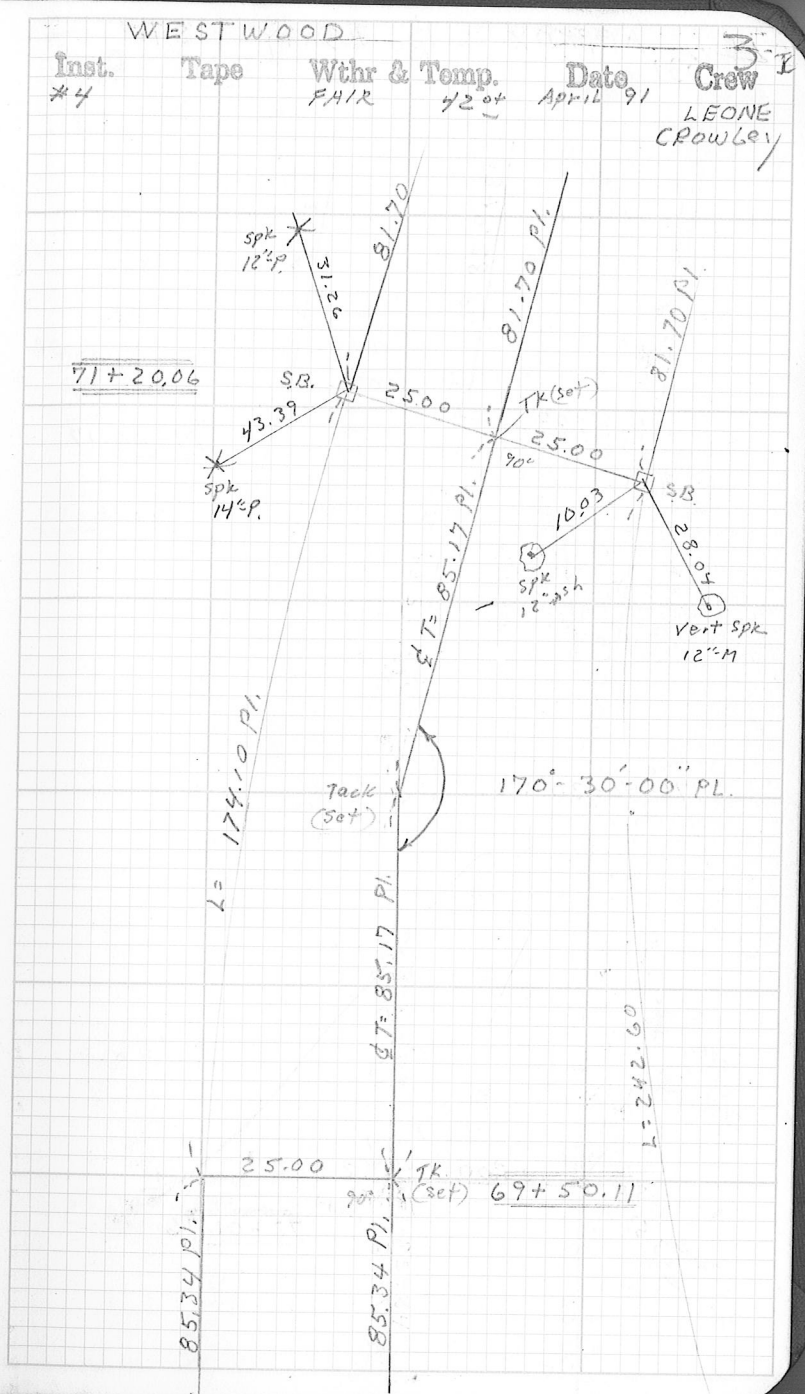 WESTWOOD
3-I
Inst. Tape Wthr & Temp. Date Crew
#4 FAIR 42°± April 91 LEONE
CROWLEY
81.70
81.70 Pl.
81.70 Pl.
spk
12"-P.
31.26
71+20.06
S.B.
25.00
TK(set)
43.39
25.00
90°
spk
14"-P.
S.B.
10.03
28.04
spk
12" Ash
Vert spk
12"-M
₵ T= 85.17 Pl.
L= 174.10 Pl.
Tack
(set)
170°-30'-00" PL.
₵ T= 85.17 Pl.
L=242.60
25.00
TK
(set)
90°
69+50.11
85.34 Pl.
85.34 Pl.